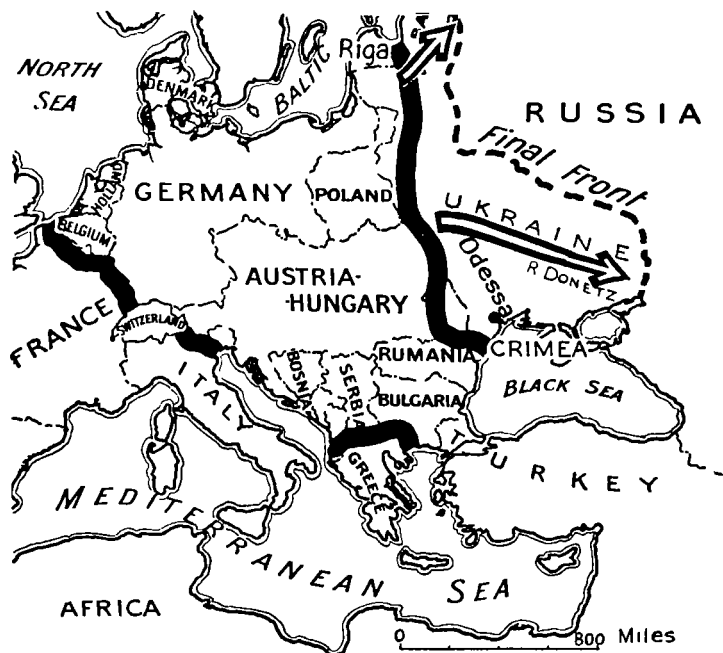 NORTH
SEA
DENMARK
BALTIC
Riga
RUSSIA
Final Front
HOLLAND
GERMANY
POLAND
UKRAINE
BELGIUM
R DONETZ
Odessa
AUSTRIA-
-HUNGARY
FRANCE
SWITZERLAND
RUMANIA
CRIMEA
ITALY
BOSNIA
SERBIA
BULGARIA
BLACK SEA
GREECE
TURKEY
MEDITERRANEAN SEA
AFRICA
0 800 Miles